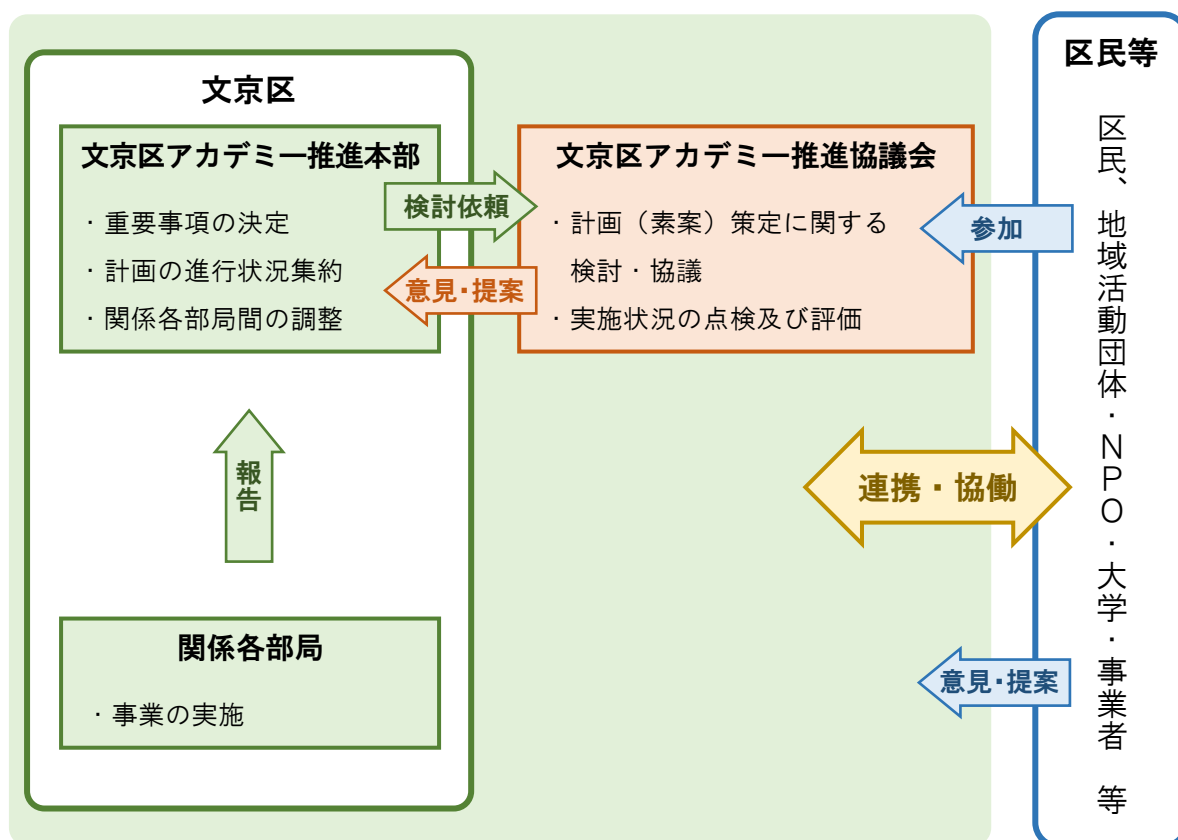 文京区
文京区アカデミー推進本部
・重要事項の決定
・計画の進行状況集約
・関係各部局間の調整
検討依頼
意見・提案
文京区アカデミー推進協議会
・計画（素案）策定に関する
検討・協議
・実施状況の点検及び評価
参加
報告
連携・協働
関係各部局
・事業の実施
意見・提案
区民等
区民、地域活動団体・ＮＰＯ・大学・事業者　等